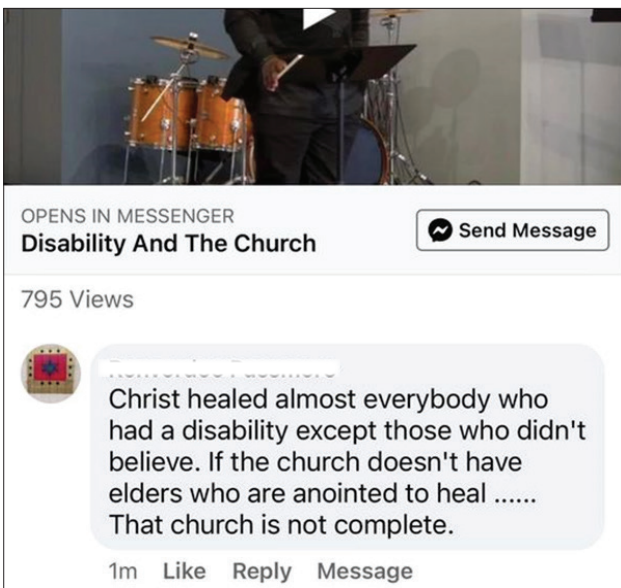 OPENS IN MESSENGER
Disability And The Church
Send Message
795 Views
Christ healed almost everybody who
had a disability except those who didn't
believe. If the church doesn't have
elders who are anointed to heal ......
That church is not complete.
1m Like Reply Message